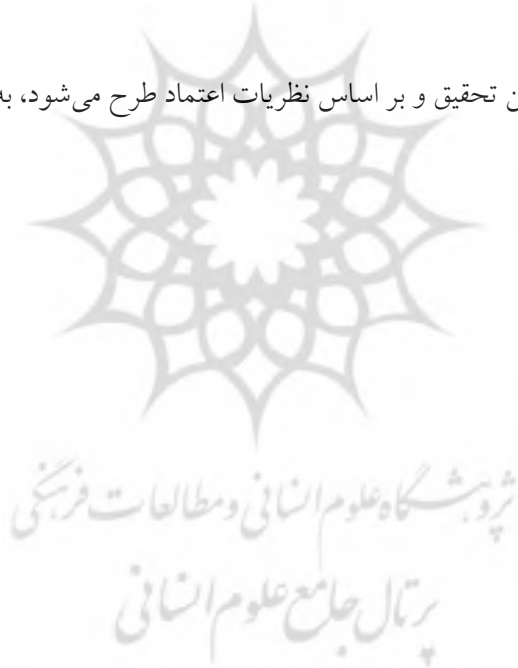 ن تحقیق و بر اساس نظریات اعتماد طرح می‌شود، به
پژوهشگاه علوم انسانی و مطالعات فرهنگی
پرتال جامع علوم انسانی